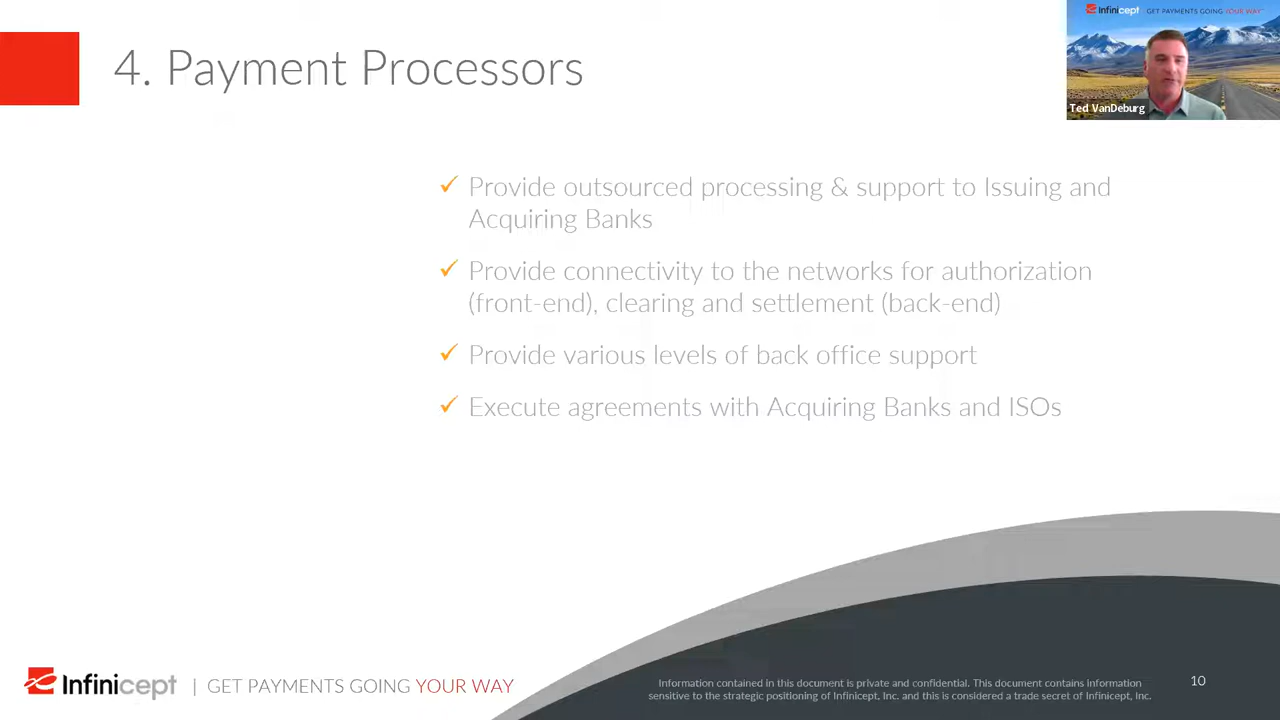 4. Payment Processors
Infinicept GET PAYMENTS GOING YOUR WAY
Ted VanDeburg
✓ Provide outsourced processing & support to Issuing and
Acquiring Banks
✓ Provide connectivity to the networks for authorization
(front-end), clearing and settlement (back-end)
✓ Provide various levels of back office support
✓ Execute agreements with Acquiring Banks and ISOs
Infinicept | GET PAYMENTS GOING YOUR WAY
Information contained in this document is private and confidential. This document contains information
sensitive to the strategic positioning of Infinicept, Inc. and this is considered a trade secret of Infinicept, Inc.
10